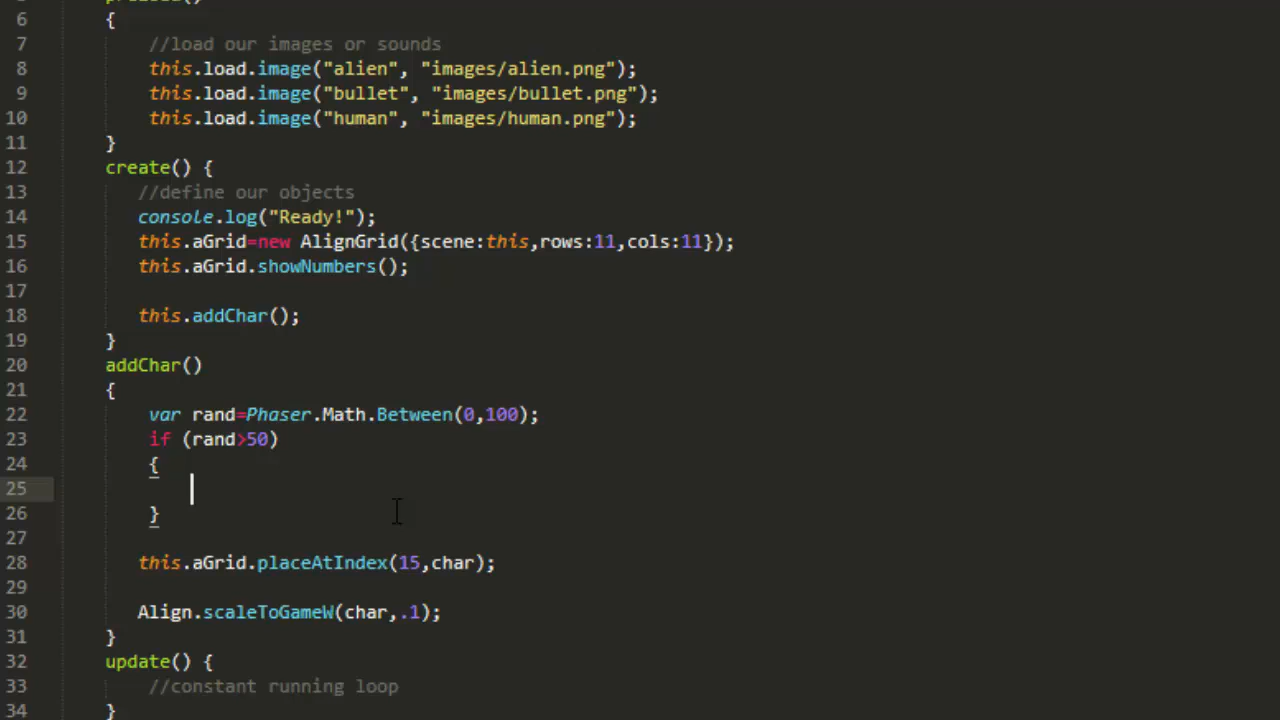 6 {
7 //load our images or sounds
8 this.load.image("alien", "images/alien.png");
9 this.load.image("bullet", "images/bullet.png");
10 this.load.image("human", "images/human.png");
11 }
12 create() {
13 //define our objects
14 console.log("Ready!");
15 this.aGrid=new AlignGrid({scene:this,rows:11,cols:11});
16 this.aGrid.showNumbers();
17
18 this.addChar();
19 }
20 addChar()
21 {
22 var rand=Phaser.Math.Between(0,100);
23 if (rand>50)
24 {
25
26 }
27
28 this.aGrid.placeAtIndex(15,char);
29
30 Align.scaleToGameW(char,.1);
31 }
32 update() {
33 //constant running loop
34 }